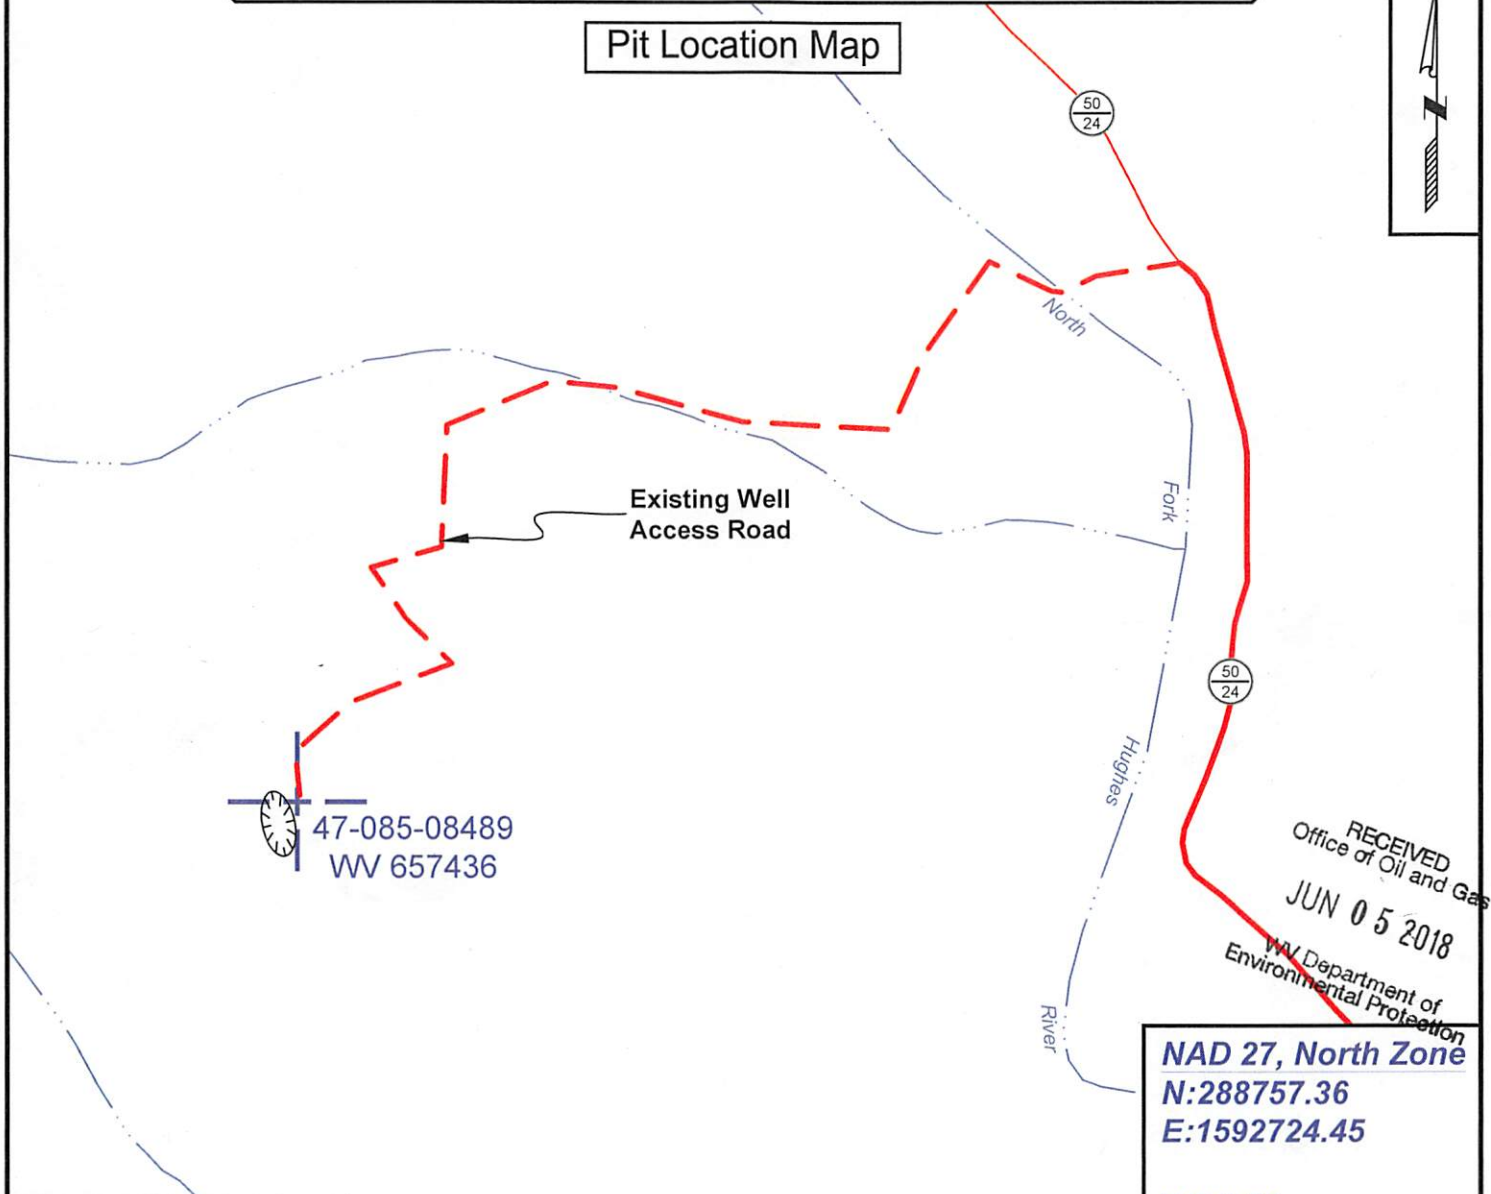 Pit Location Map
50
24
N
North
Existing Well
Access Road
Fork
50
24
Hughes
47-085-08489
WV 657436
RECEIVED
Office of Oil and Gas
JUN 05 2018
WV Department of
Environmental Protection
River
NAD 27, North Zone
N:288757.36
E:1592724.45